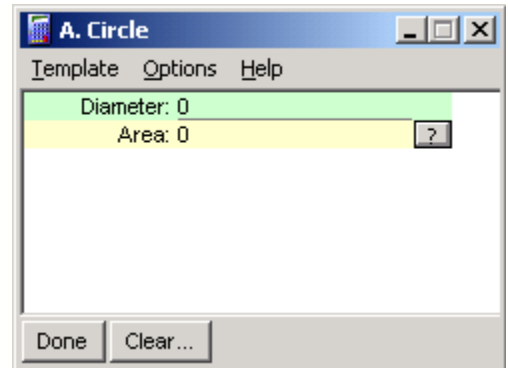 A. Circle
Template Options Help
Diameter: 0
Area: 0 ?
Done Clear...